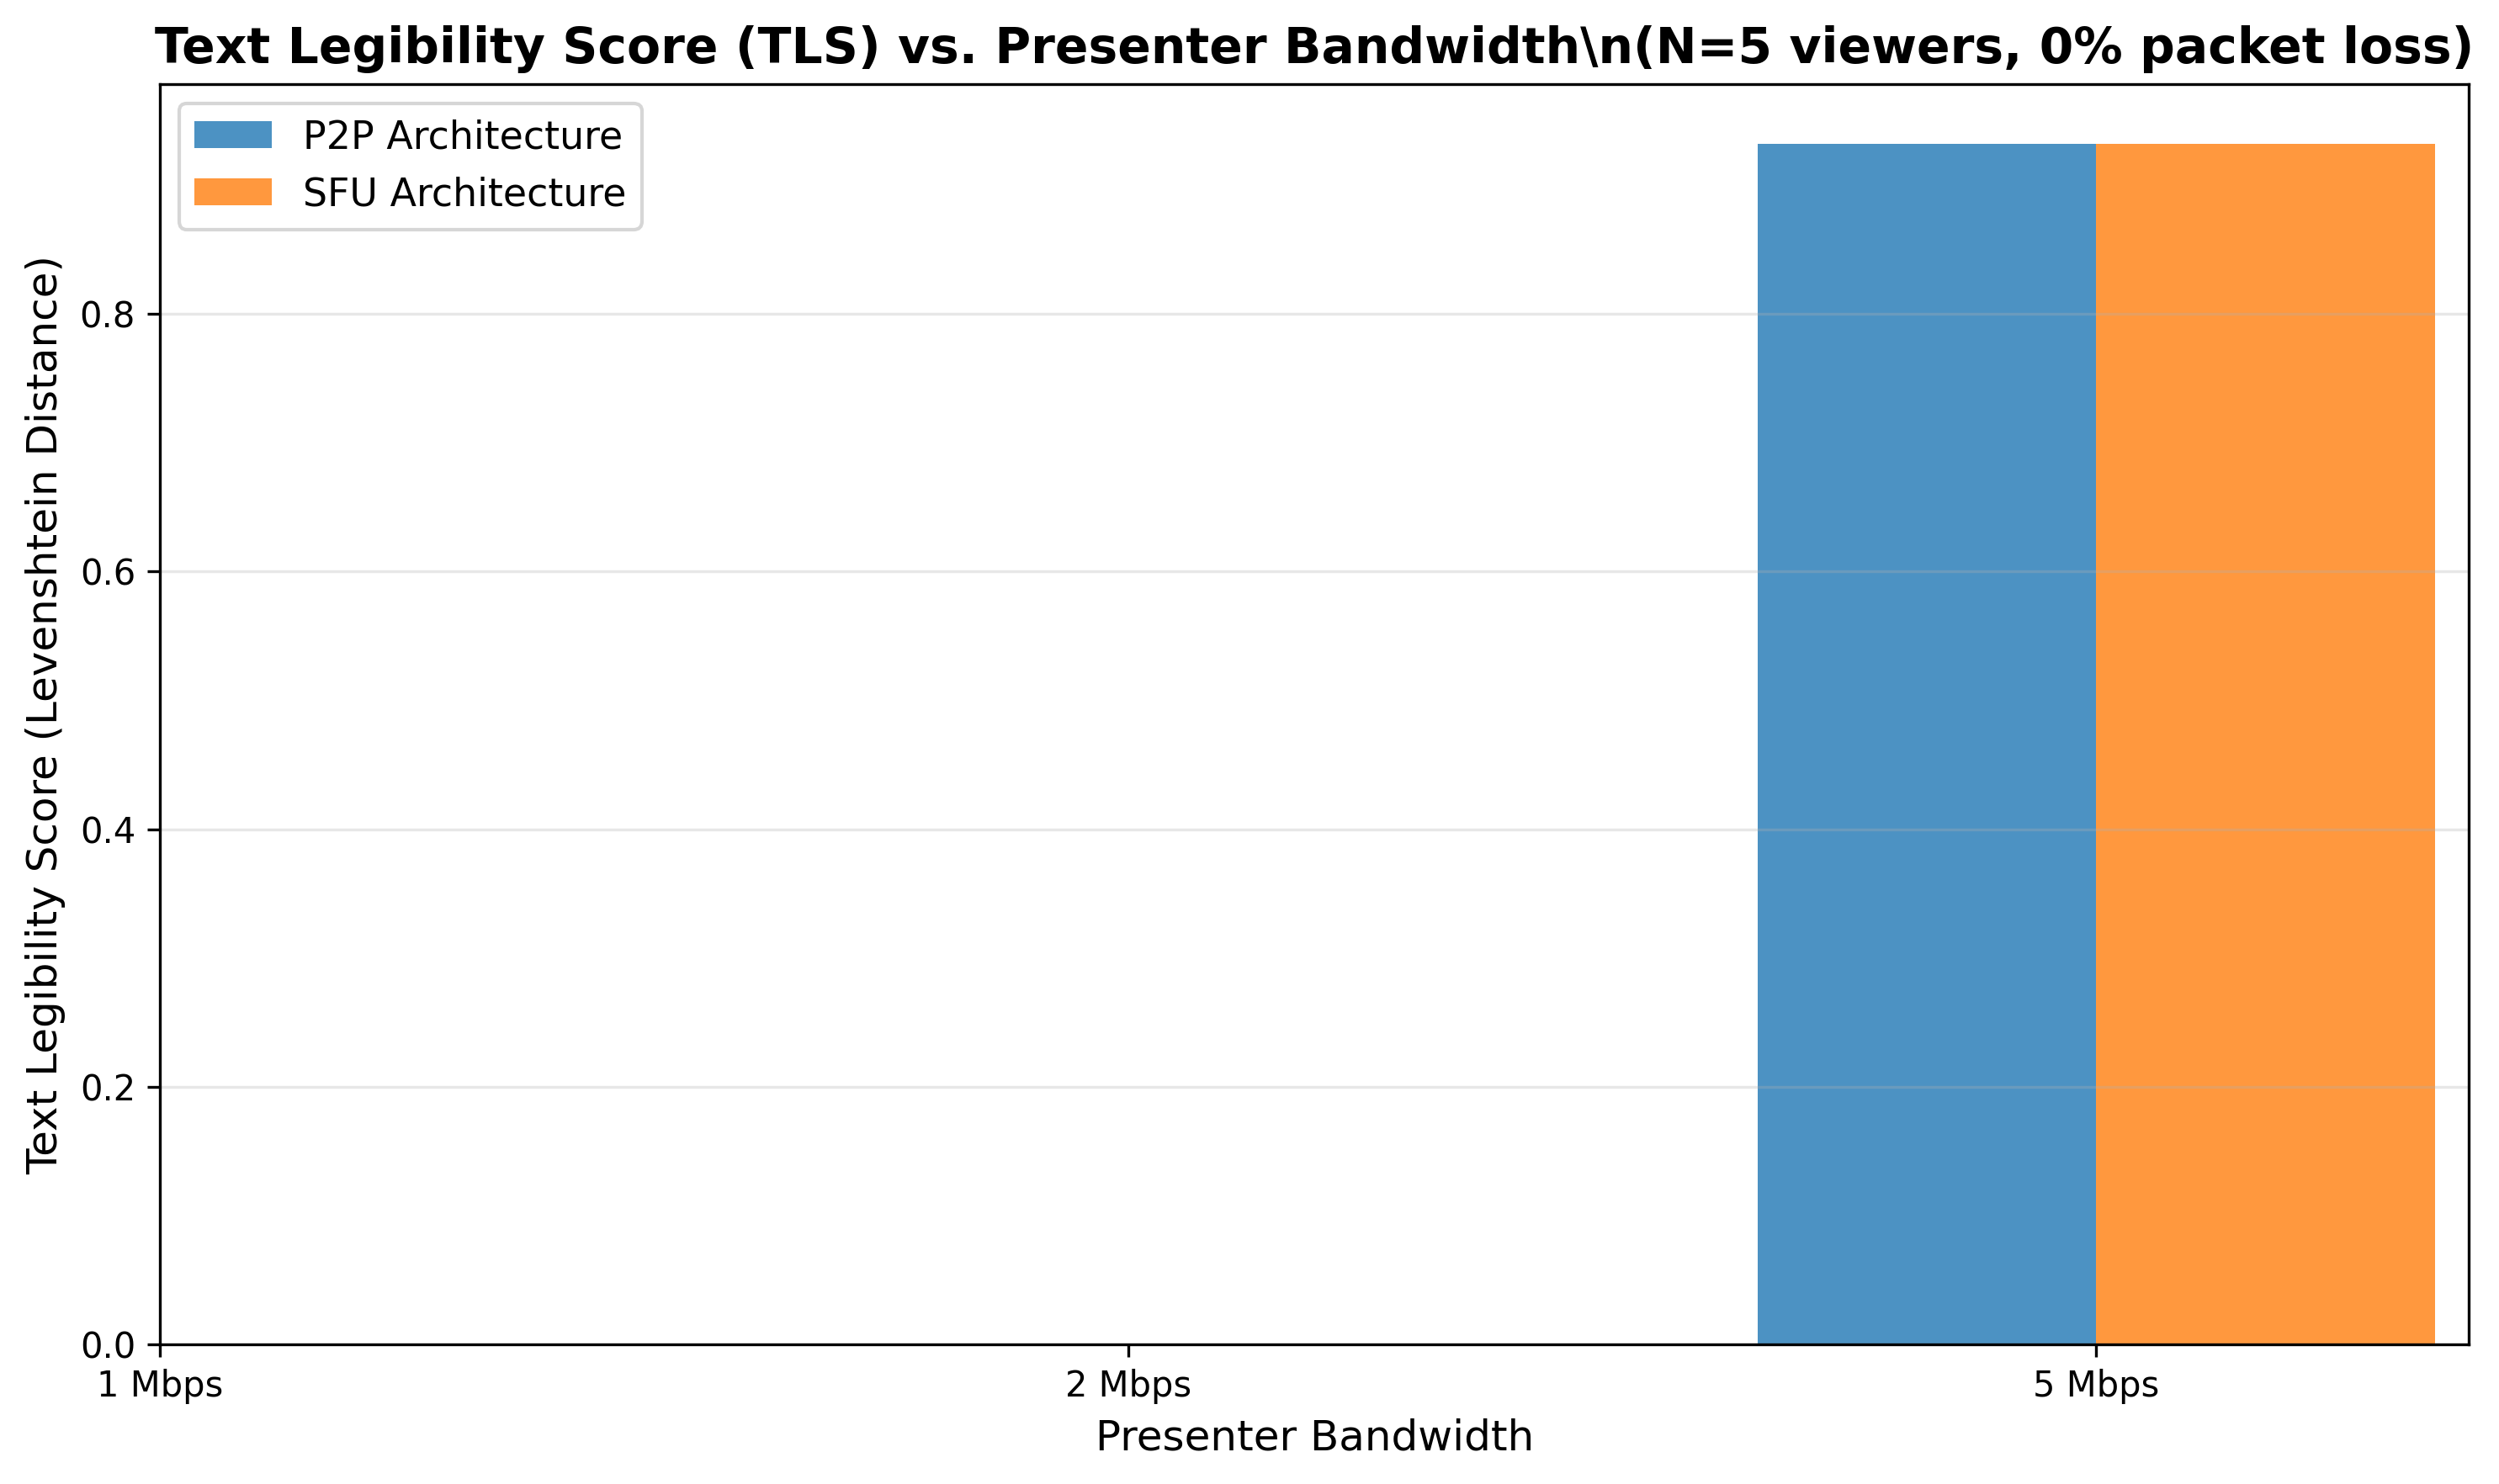 Text Legibility Score (TLS) vs. Presenter Bandwidth\n(N=5 viewers, 0% packet loss)
P2P Architecture
SFU Architecture
Text Legibility Score (Levenshtein Distance)
0.8
0.6
0.4
0.2
0.0
1 Mbps
2 Mbps
5 Mbps
Presenter Bandwidth